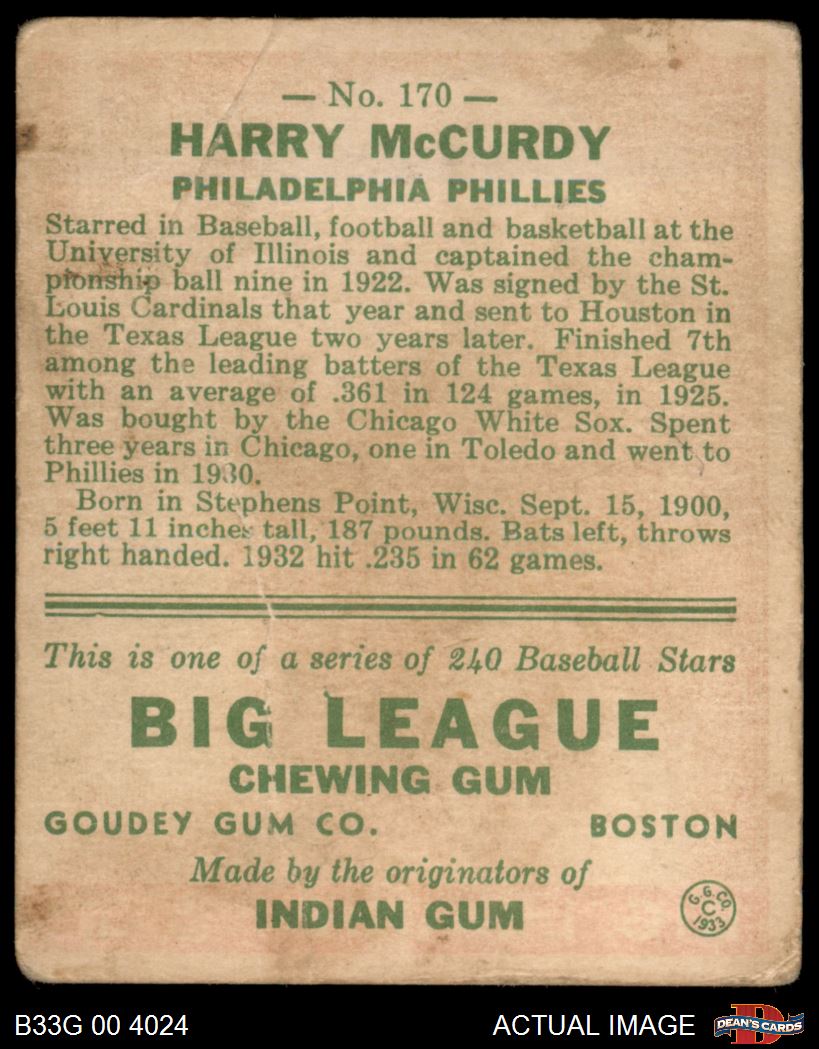 — No. 170 —
HARRY McCURDY
PHILADELPHIA PHILLIES
Starred in Baseball, football and basketball at the
University of Illinois and captained the cham-
pionship ball nine in 1922. Was signed by the St.
Louis Cardinals that year and sent to Houston in
the Texas League two years later. Finished 7th
among the leading batters of the Texas League
with an average of .361 in 124 games, in 1925.
Was bought by the Chicago White Sox. Spent
three years in Chicago, one in Toledo and went to
Phillies in 1930.
Born in Stephens Point, Wisc. Sept. 15, 1900,
5 feet 11 inches tall, 187 pounds. Bats left, throws
right handed. 1932 hit .235 in 62 games.
This is one of a series of 240 Baseball Stars
BIG LEAGUE
CHEWING GUM
GOUDEY GUM CO. BOSTON
Made by the originators of
INDIAN GUM
G.G.CO.
C
1933
B33G 00 4024 ACTUAL IMAGE D DEAN'S CARDS